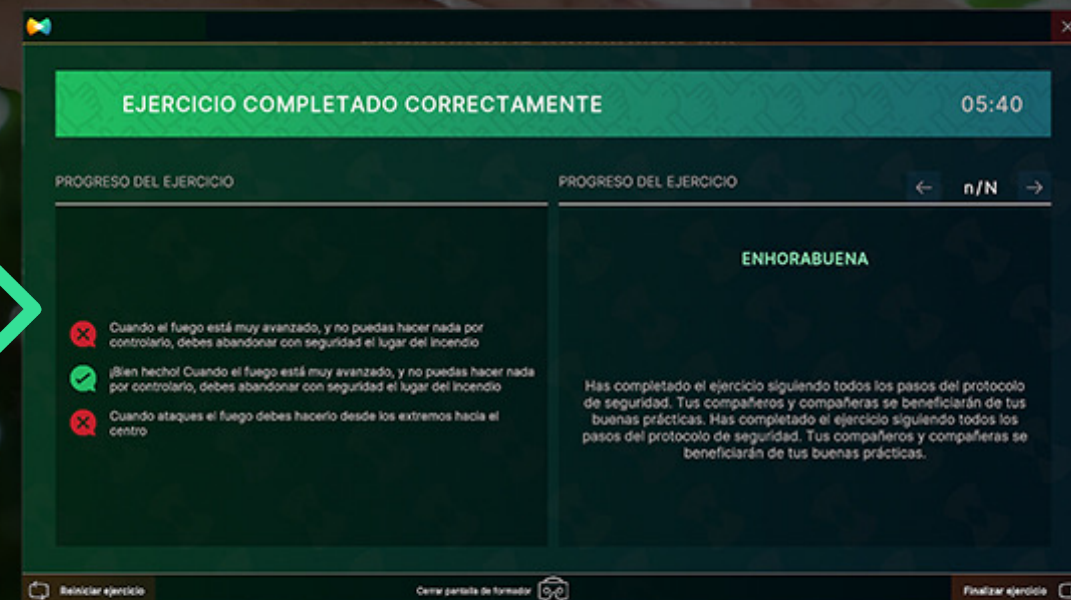 EJERCICIO COMPLETADO CORRECTAMENTE
05:40
PROGRESO DEL EJERCICIO
Cuando el fuego está muy avanzado, y no puedas hacer nada por
controlarlo, debes abandonar con seguridad el lugar del incendio
¡Bien hecho! Cuando el fuego está muy avanzado, y no puedas hacer nada
por controlarlo, debes abandonar con seguridad el lugar del incendio
Cuando ataques el fuego debes hacerlo desde los extremos hacia el
centro
PROGRESO DEL EJERCICIO
n/N
ENHORABUENA
Has completado el ejercicio siguiendo todos los pasos del protocolo
de seguridad. Tus compañeros y compañeras se beneficiarán de tus
buenas prácticas. Has completado el ejercicio siguiendo todos los
pasos del protocolo de seguridad. Tus compañeros y compañeras se
beneficiarán de tus buenas prácticas.
Reiniciar ejercicio
Cerrar pantalla de formador
Finalizar ejercicio